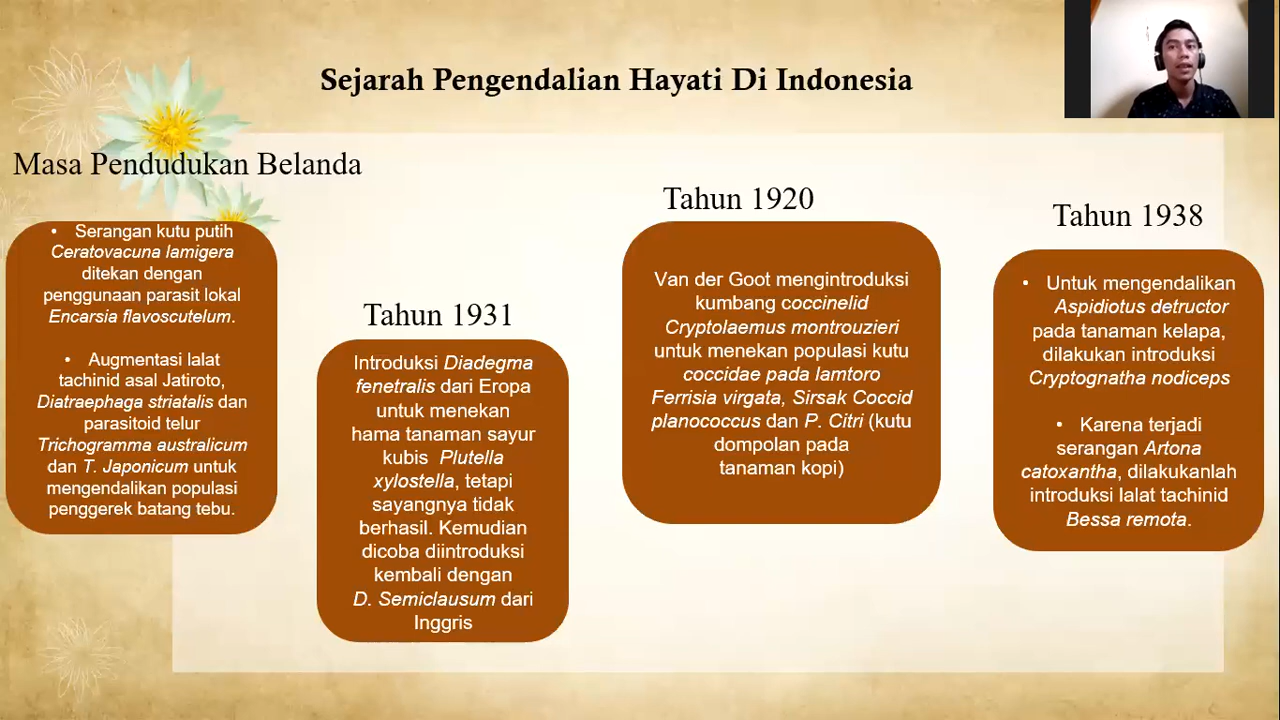 Sejarah Pengendalian Hayati Di Indonesia
Masa Pendudukan Belanda
• Serangan kutu putih
Ceratovacuna lamigera
ditekan dengan
penggunaan parasit lokal
Encarsia flavoscutelum.
• Augmentasi lalat
tachinid asal Jatiroto,
Diatraephaga striatalis dan
parasitoid telur
Trichogramma australicum
dan T. Japonicum untuk
mengendalikan populasi
penggerek batang tebu.
Tahun 1931
Introduksi Diadegma
fenetralis dari Eropa
untuk menekan
hama tanaman sayur
kubis Plutella
xylostella, tetapi
sayangnya tidak
berhasil. Kemudian
dicoba diintroduksi
kembali dengan
D. Semiclausum dari
Inggris
Tahun 1920
Van der Goot mengintroduksi
kumbang coccinelid
Cryptolaemus montrouzieri
untuk menekan populasi kutu
coccidae pada lamtoro
Ferrisia virgata, Sirsak Coccid
planococcus dan P. Citri (kutu
dompolan pada
tanaman kopi)
Tahun 1938
• Untuk mengendalikan
Aspidiotus detructor
pada tanaman kelapa,
dilakukan introduksi
Cryptognatha nodiceps
• Karena terjadi
serangan Artona
catoxantha, dilakukanlah
introduksi lalat tachinid
Bessa remota.